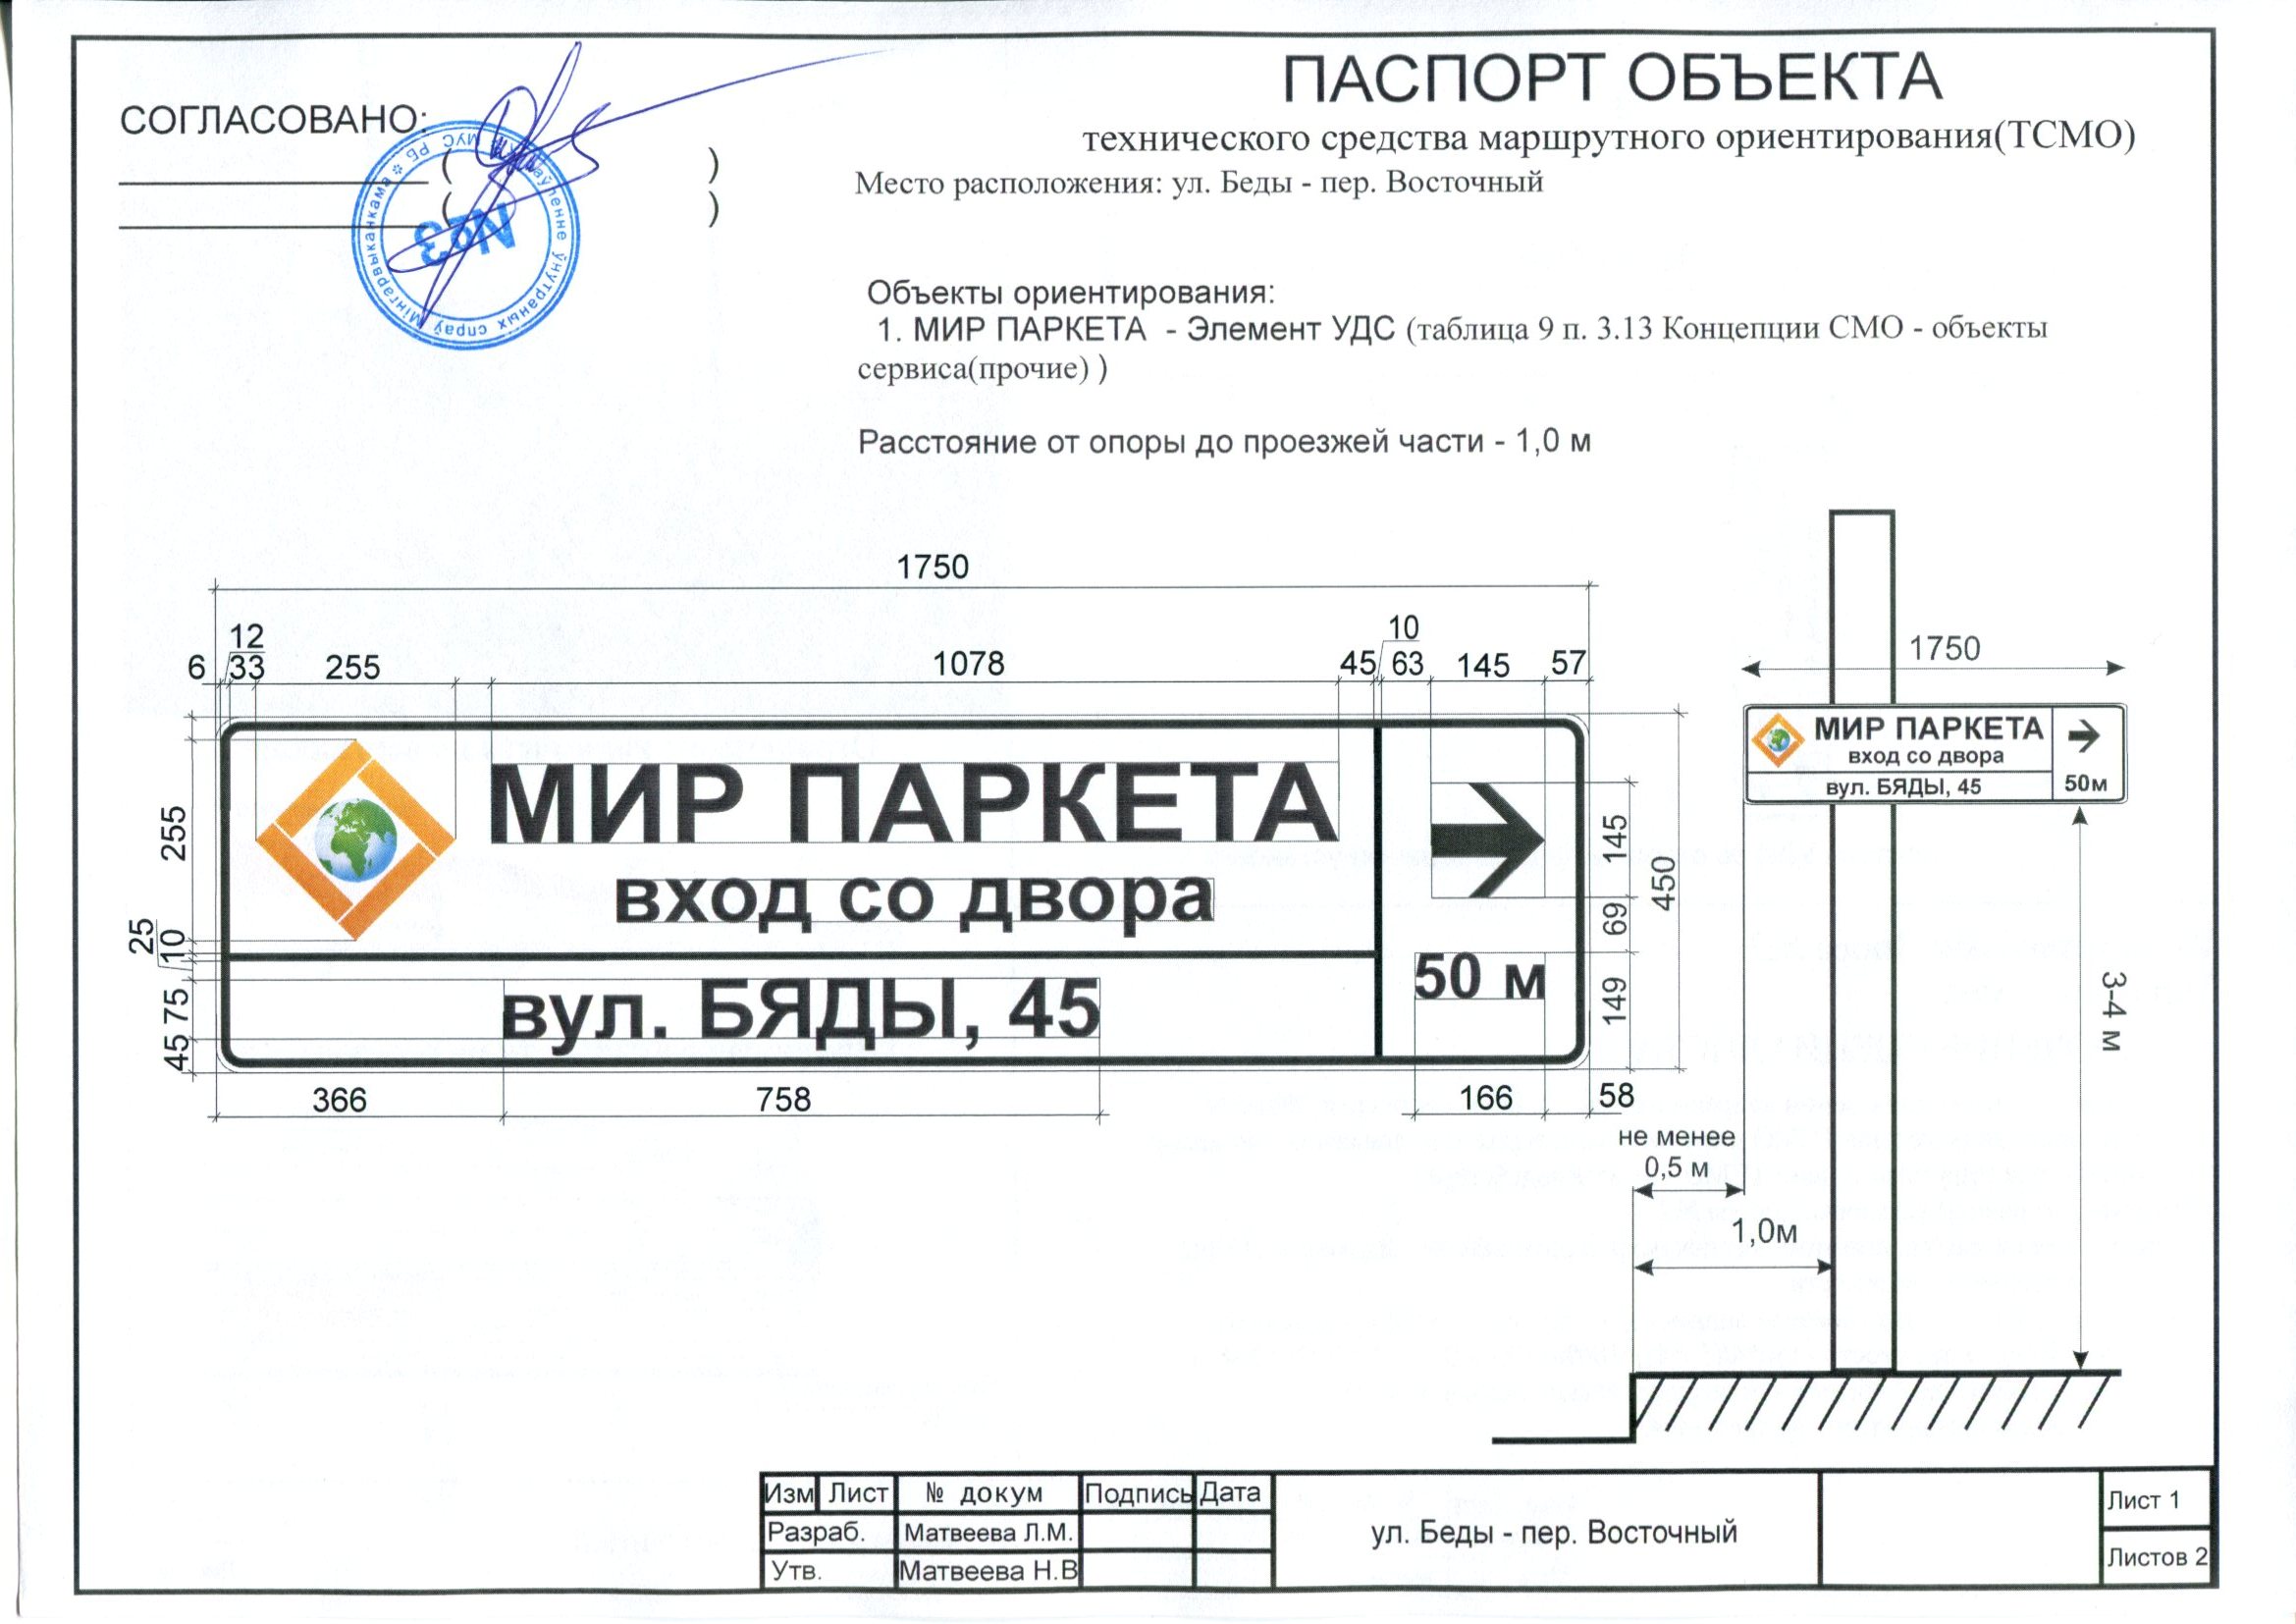 СОГЛАСОВАНО:
ПАСПОРТ ОБЪЕКТА
технического средства маршрутного ориентирования(ТСМО)
Место расположения: ул. Беды - пер. Восточный
( )
( )
ўнутраных спраў Мінгарвыканкама * МУС РБ
№3
Объекты ориентирования:
1. МИР ПАРКЕТА - Элемент УДС (таблица 9 п. 3.13 Концепции СМО - объекты
сервиса(прочие) )
Расстояние от опоры до проезжей части - 1,0 м
1750
12
10
6 33 255 1078 45 63 145 57
255
25
10
75
45
МИР ПАРКЕТА
вход со двора
вул. БЯДЫ, 45
50 м
145
69
149
450
366 758 166 58
1750
МИР ПАРКЕТА
вход со двора
вул. БЯДЫ, 45
50м
3-4 м
не менее
0,5 м
1,0м
Изм Лист № докум Подпись Дата
Разраб. Матвеева Л.М.
Утв. Матвеева Н.В
ул. Беды - пер. Восточный
Лист 1
Листов 2